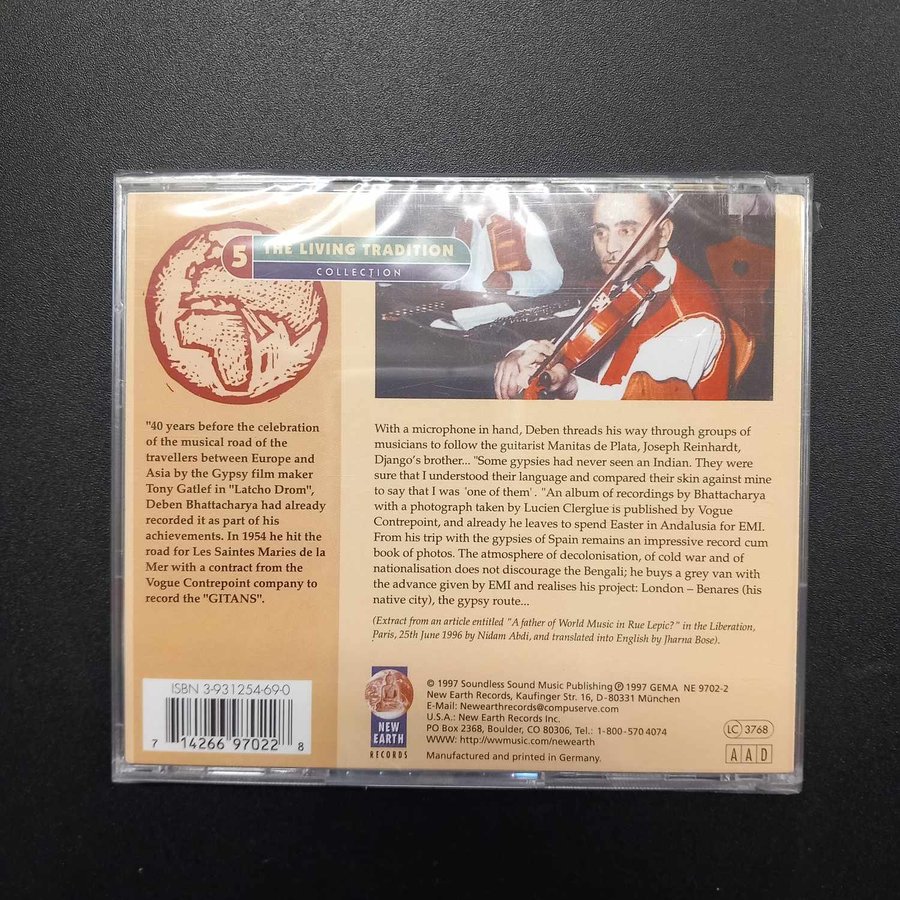 5
THE LIVING TRADITION
COLLECTION
"40 years before the celebration
of the musical road of the
travellers between Europe and
Asia by the Gypsy film maker
Tony Gatlef in "Latcho Drom",
Deben Bhattacharya had already
recorded it as part of his
achievements. In 1954 he hit the
road for Les Saintes Maries de la
Mer with a contract from the
Vogue Contrepoint company to
record the "GITANS".
With a microphone in hand, Deben threads his way through groups of
musicians to follow the guitarist Manitas de Plata, Joseph Reinhardt,
Django's brother... "Some gypsies had never seen an Indian. They were
sure that I understood their language and compared their skin against mine
to say that I was 'one of them'. "An album of recordings by Bhattacharya
with a photograph taken by Lucien Clerglue is published by Vogue
Contrepoint, and already he leaves to spend Easter in Andalusia for EMI.
From his trip with the gypsies of Spain remains an impressive record cum
book of photos. The atmosphere of decolonisation, of cold war and of
nationalisation does not discourage the Bengali; he buys a grey van with
the advance given by EMI and realises his project: London – Benares (his
native city), the gypsy route...
(Extract from an article entitled "A father of World Music in Rue Lepic?" in the Liberation,
Paris, 25th June 1996 by Nidam Abdi, and translated into English by Jharna Bose).
ISBN 3-931254-69-0
7 14266 97022 8
NEW
EARTH
RECORDS
© 1997 Soundless Sound Music Publishing ℗ 1997 GEMA NE 9702-2
New Earth Records, Kaufinger Str. 16, D-80331 München
E-Mail: Newearthrecords@compuserve.com
U.S.A.: New Earth Records Inc.
PO Box 2368, Boulder, CO 80306, Tel.: 1-800-570 4074
WWW: http://wwmusic.com/newearth
Manufactured and printed in Germany.
LC 3768
AAD